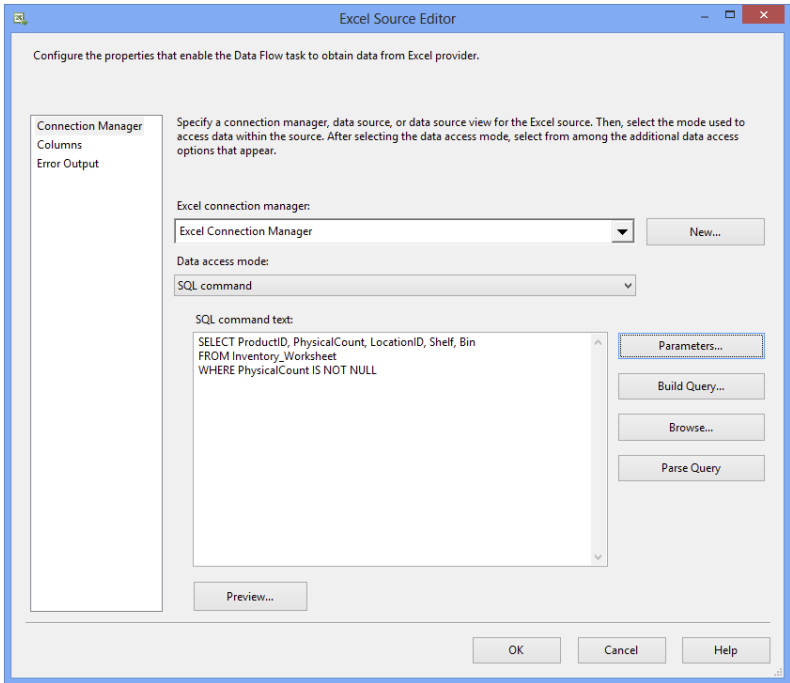 Excel Source Editor
Configure the properties that enable the Data Flow task to obtain data from Excel provider.
Connection Manager
Columns
Error Output
Specify a connection manager, data source, or data source view for the Excel source. Then, select the mode used to
access data within the source. After selecting the data access mode, select from among the additional data access
options that appear.
Excel connection manager:
Excel Connection Manager
New...
Data access mode:
SQL command
SQL command text:
SELECT ProductID, PhysicalCount, LocationID, Shelf, Bin
FROM Inventory_Worksheet
WHERE PhysicalCount IS NOT NULL
Parameters...
Build Query...
Browse...
Parse Query
Preview...
OK
Cancel
Help